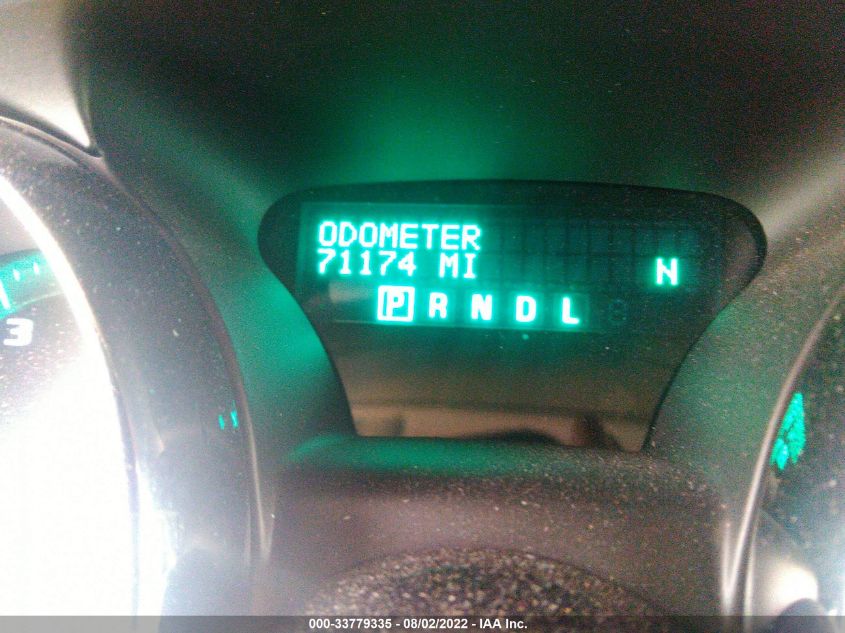 ODOMETER
71174 MI
N
P R N D L
3
000-33779335 - 08/02/2022 - IAA Inc.